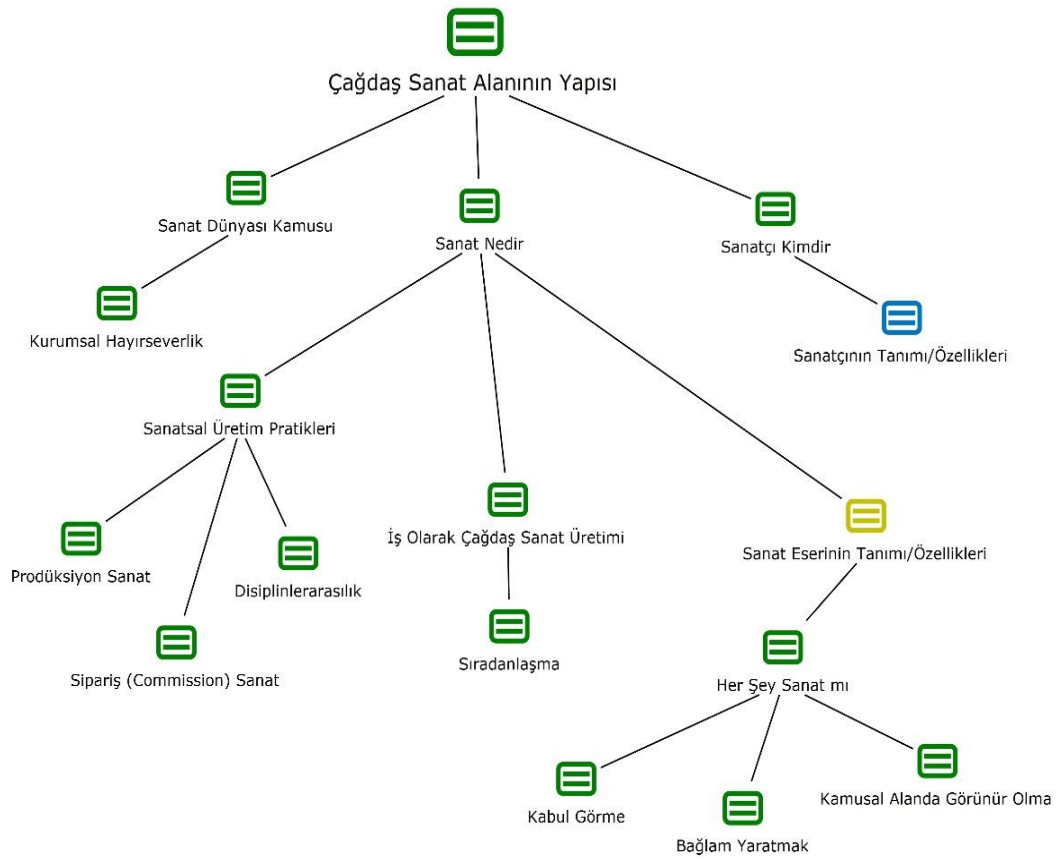 Çağdaş Sanat Alanının Yapısı
Sanat Dünyası Kamusu
Sanat Nedir
Sanatçı Kimdir
Kurumsal Hayırseverlik
Sanatçının Tanımı/Özellikleri
Sanatsal Üretim Pratikleri
İş Olarak Çağdaş Sanat Üretimi
Sanat Eserinin Tanımı/Özellikleri
Prodüksiyon Sanat
Disiplinlerarasılık
Sipariş (Commission) Sanat
Sıradanlaşma
Her Şey Sanat mı
Kabul Görme
Bağlam Yaratmak
Kamusal Alanda Görünür Olma